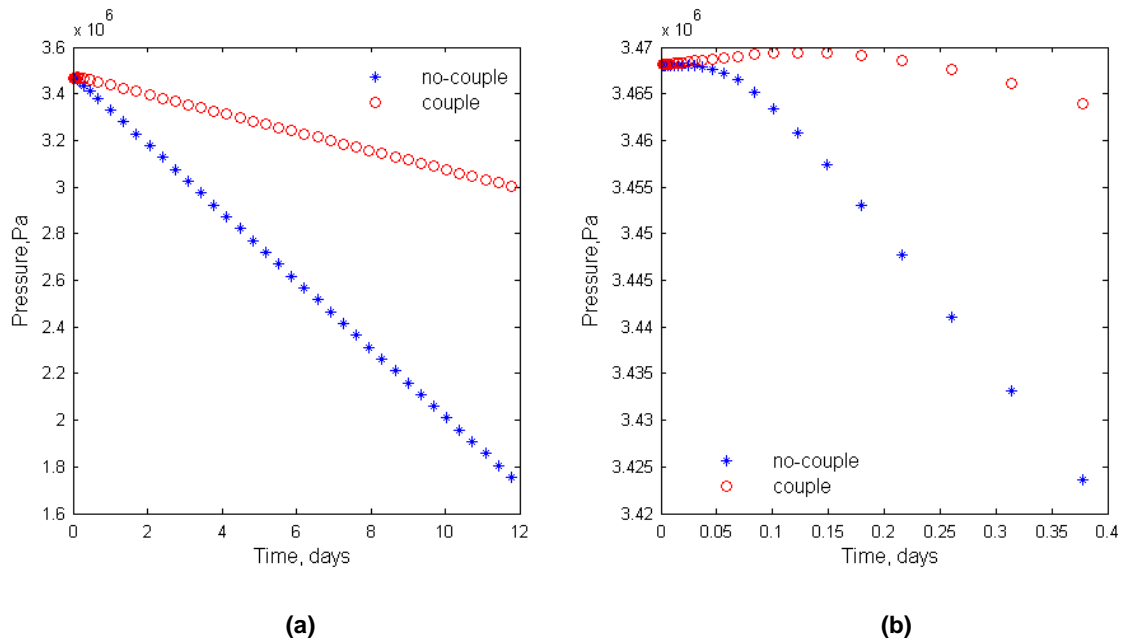 x 10^6
3.6
3.4
3.2
3
2.8
2.6
2.4
2.2
2
1.8
1.6
Pressure,Pa
no-couple
couple
0 2 4 6 8 10 12
Time, days
(a)
x 10^6
3.47
3.465
3.46
3.455
3.45
3.445
3.44
3.435
3.43
3.425
3.42
Pressure,Pa
no-couple
couple
0 0.05 0.1 0.15 0.2 0.25 0.3 0.35 0.4
Time, days
(b)